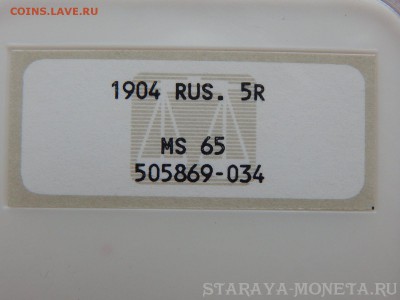 COINS.LAVE.RU
1904 RUS. 5R
MS 65
505869-034
STARAYA-MONETA.RU